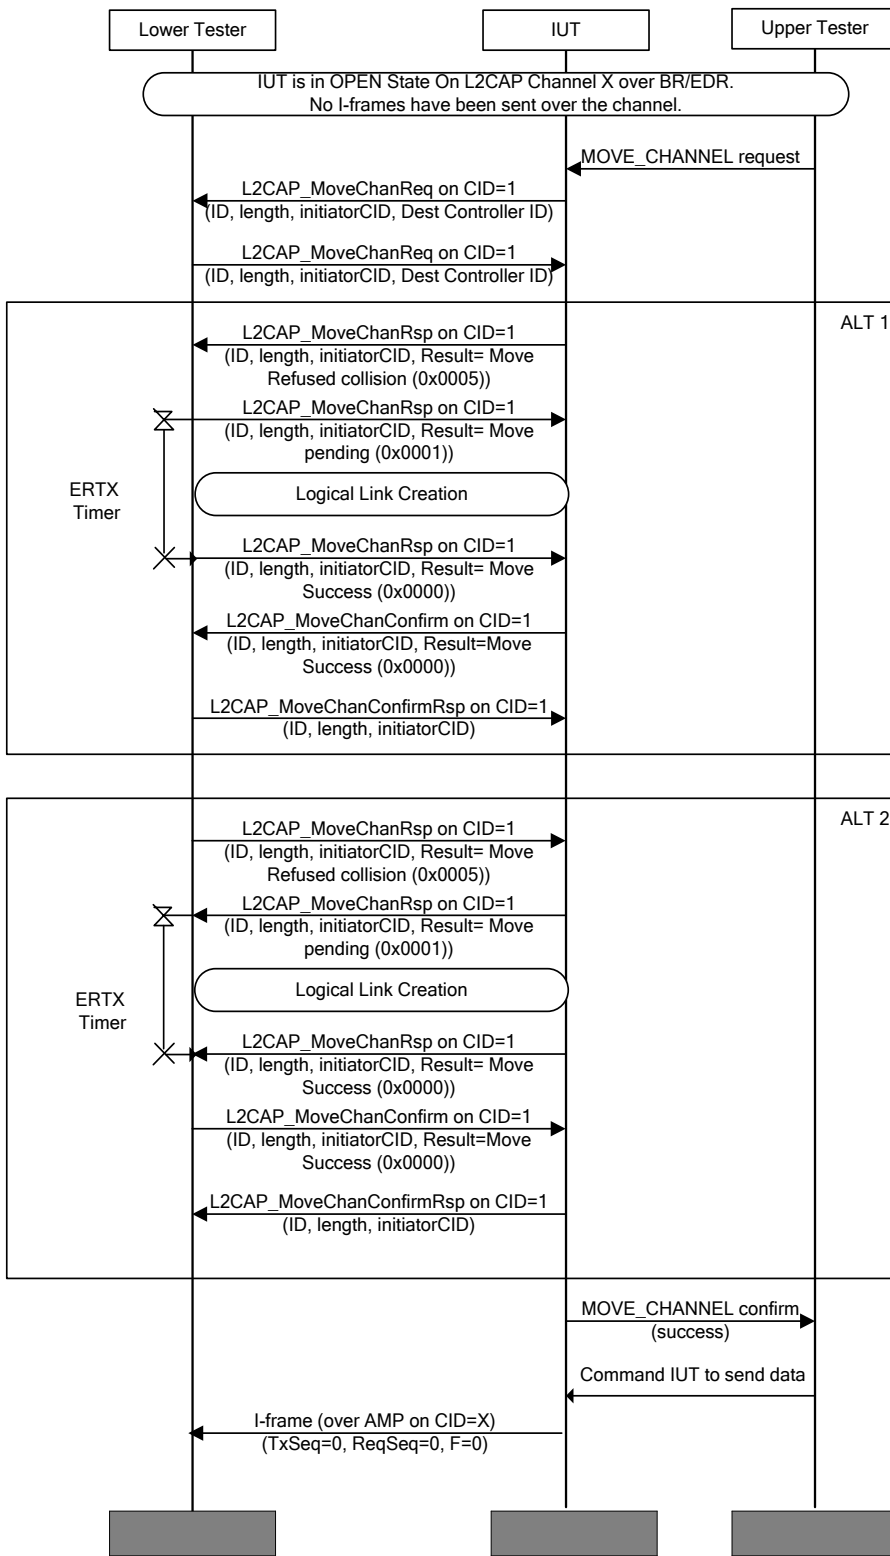 Lower Tester
IUT
Upper Tester
IUT is in OPEN State On L2CAP Channel X over BR/EDR.
No I-frames have been sent over the channel.
MOVE_CHANNEL request
L2CAP_MoveChanReq on CID=1
(ID, length, initiatorCID, Dest Controller ID)
L2CAP_MoveChanReq on CID=1
(ID, length, initiatorCID, Dest Controller ID)
ALT 1
L2CAP_MoveChanRsp on CID=1
(ID, length, initiatorCID, Result= Move
Refused collision (0x0005))
L2CAP_MoveChanRsp on CID=1
(ID, length, initiatorCID, Result= Move
pending (0x0001))
ERTX
Timer
Logical Link Creation
L2CAP_MoveChanRsp on CID=1
(ID, length, initiatorCID, Result= Move
Success (0x0000))
L2CAP_MoveChanConfirm on CID=1
(ID, length, initiatorCID, Result=Move
Success (0x0000))
L2CAP_MoveChanConfirmRsp on CID=1
(ID, length, initiatorCID)
ALT 2
L2CAP_MoveChanRsp on CID=1
(ID, length, initiatorCID, Result= Move
Refused collision (0x0005))
L2CAP_MoveChanRsp on CID=1
(ID, length, initiatorCID, Result= Move
pending (0x0001))
ERTX
Timer
Logical Link Creation
L2CAP_MoveChanRsp on CID=1
(ID, length, initiatorCID, Result= Move
Success (0x0000))
L2CAP_MoveChanConfirm on CID=1
(ID, length, initiatorCID, Result=Move
Success (0x0000))
L2CAP_MoveChanConfirmRsp on CID=1
(ID, length, initiatorCID)
MOVE_CHANNEL confirm
(success)
Command IUT to send data
I-frame (over AMP on CID=X)
(TxSeq=0, ReqSeq=0, F=0)